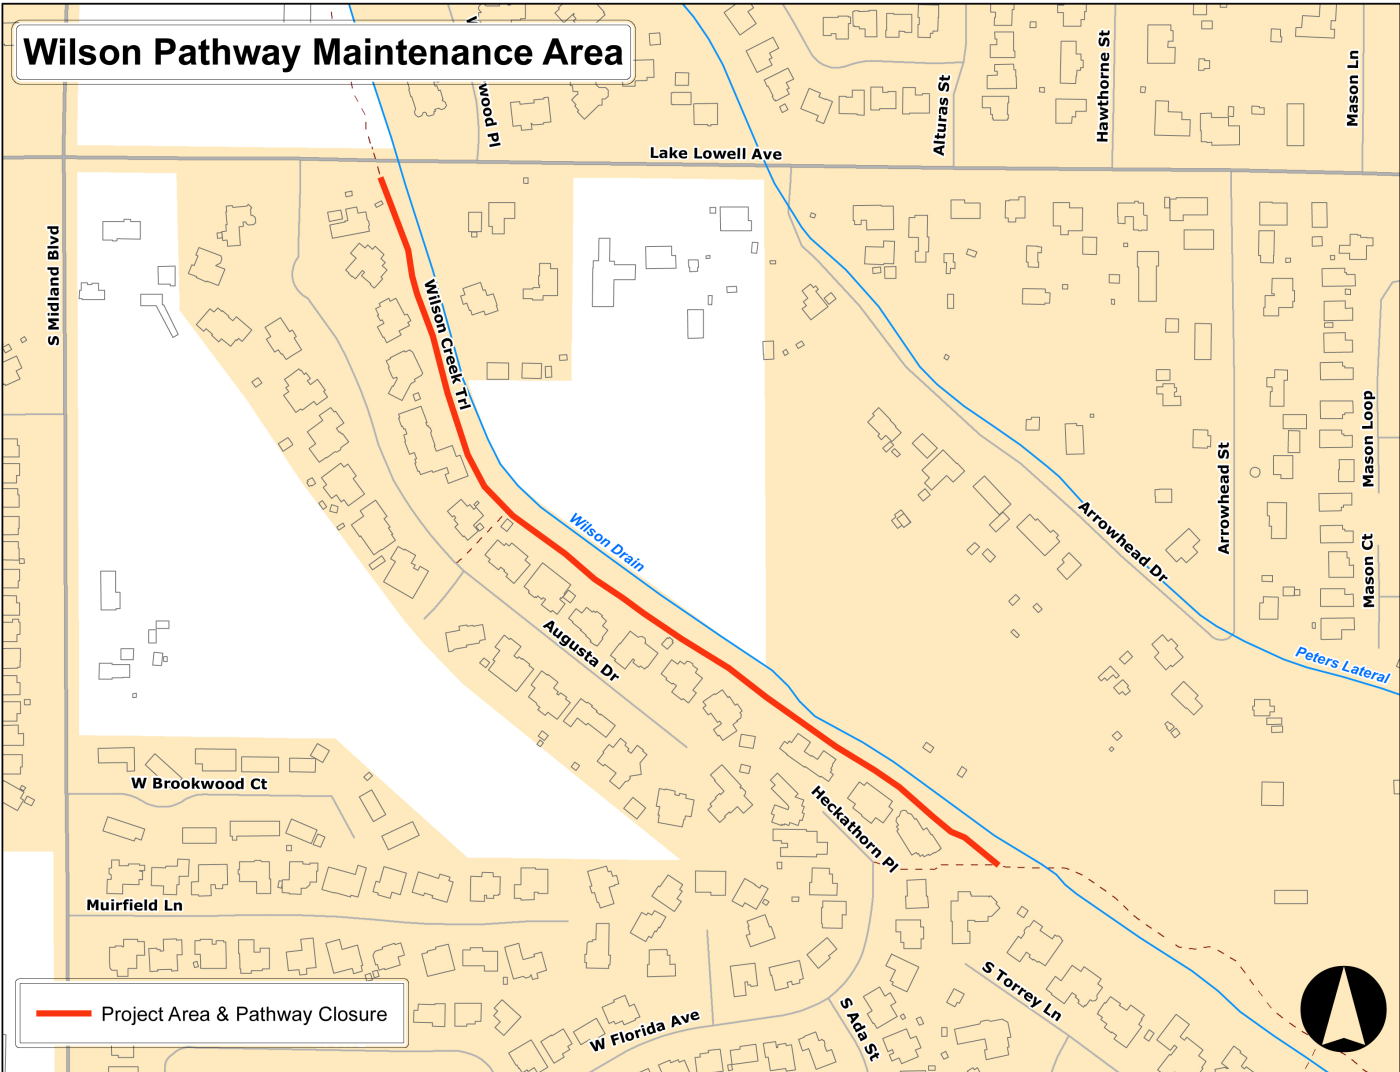 Wilson Pathway Maintenance Area
wood Pl
Alturas St
Hawthorne St
Mason Ln
Lake Lowell Ave
S Midland Blvd
Wilson Creek Trl
Wilson Drain
Arrowhead Dr
Arrowhead St
Mason Loop
Mason Ct
Peters Lateral
Augusta Dr
W Brookwood Ct
Heckathorn Pl
Muirfield Ln
S Torrey Ln
S Ada St
W Florida Ave
Project Area & Pathway Closure